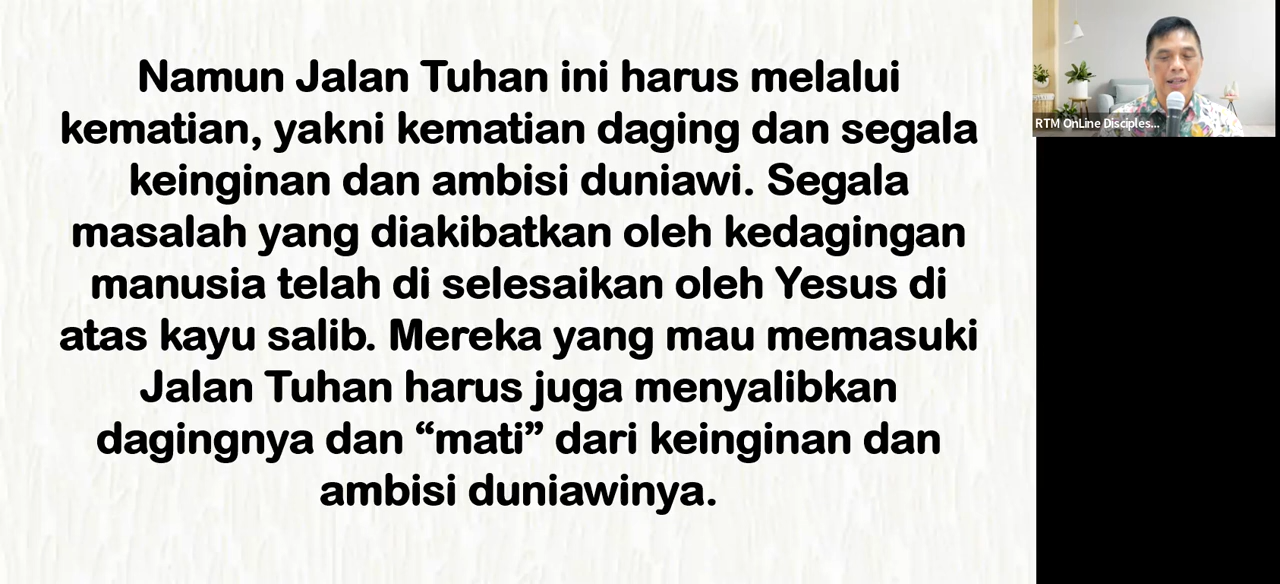 Namun Jalan Tuhan ini harus melalui
kematian, yakni kematian daging dan segala
keinginan dan ambisi duniawi. Segala
masalah yang diakibatkan oleh kedagingan
manusia telah di selesaikan oleh Yesus di
atas kayu salib. Mereka yang mau memasuki
Jalan Tuhan harus juga menyalibkan
dagingnya dan “mati” dari keinginan dan
ambisi duniawinya.
RTM OnLine Disciples...